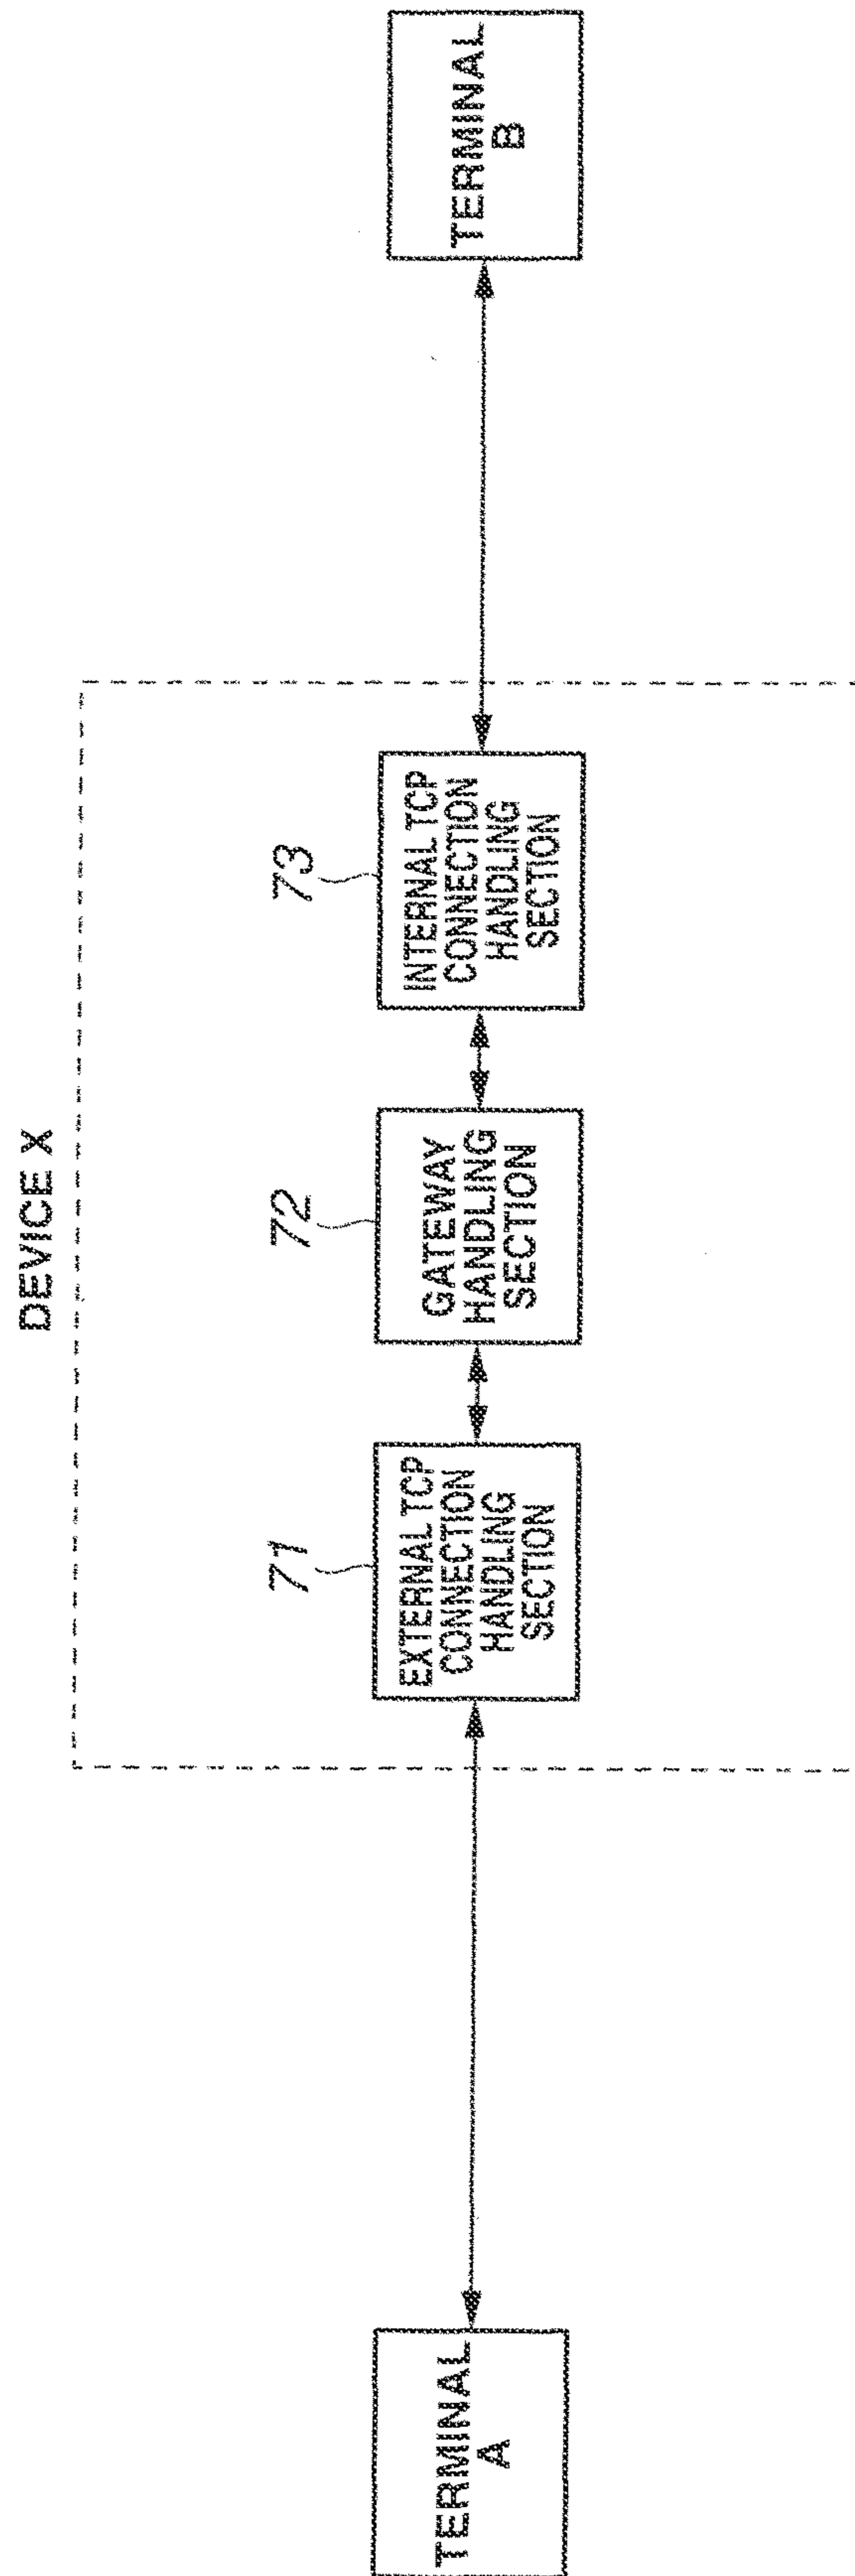 DEVICE X
TERMINAL
A
71
EXTERNAL TCP
CONNECTION
HANDLING
SECTION
72
GATEWAY
HANDLING
SECTION
73
INTERNAL TCP
CONNECTION
HANDLING
SECTION
TERMINAL
B